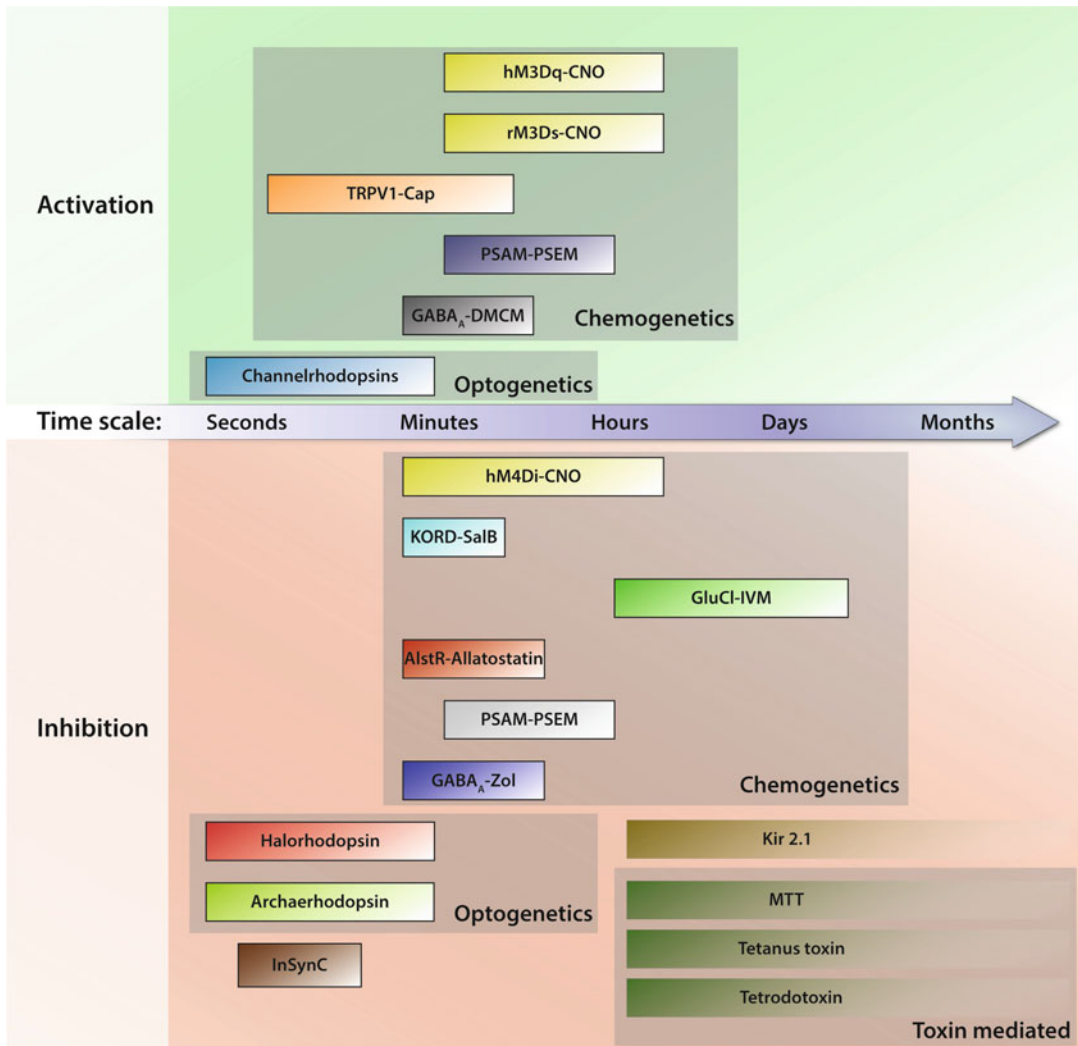 hM3Dq-CNO
rM3Ds-CNO
TRPV1-Cap
Activation
PSAM-PSEM
GABAA-DMCM
Chemogenetics
Channelrhodopsins
Optogenetics
Time scale: Seconds Minutes Hours Days Months
hM4Di-CNO
KORD-SalB
GluCl-IVM
AlstR-Allatostatin
PSAM-PSEM
Inhibition
GABAA-Zol
Chemogenetics
Halorhodopsin
Kir 2.1
Archaerhodopsin
Optogenetics
MTT
InSynC
Tetanus toxin
Tetrodotoxin
Toxin mediated